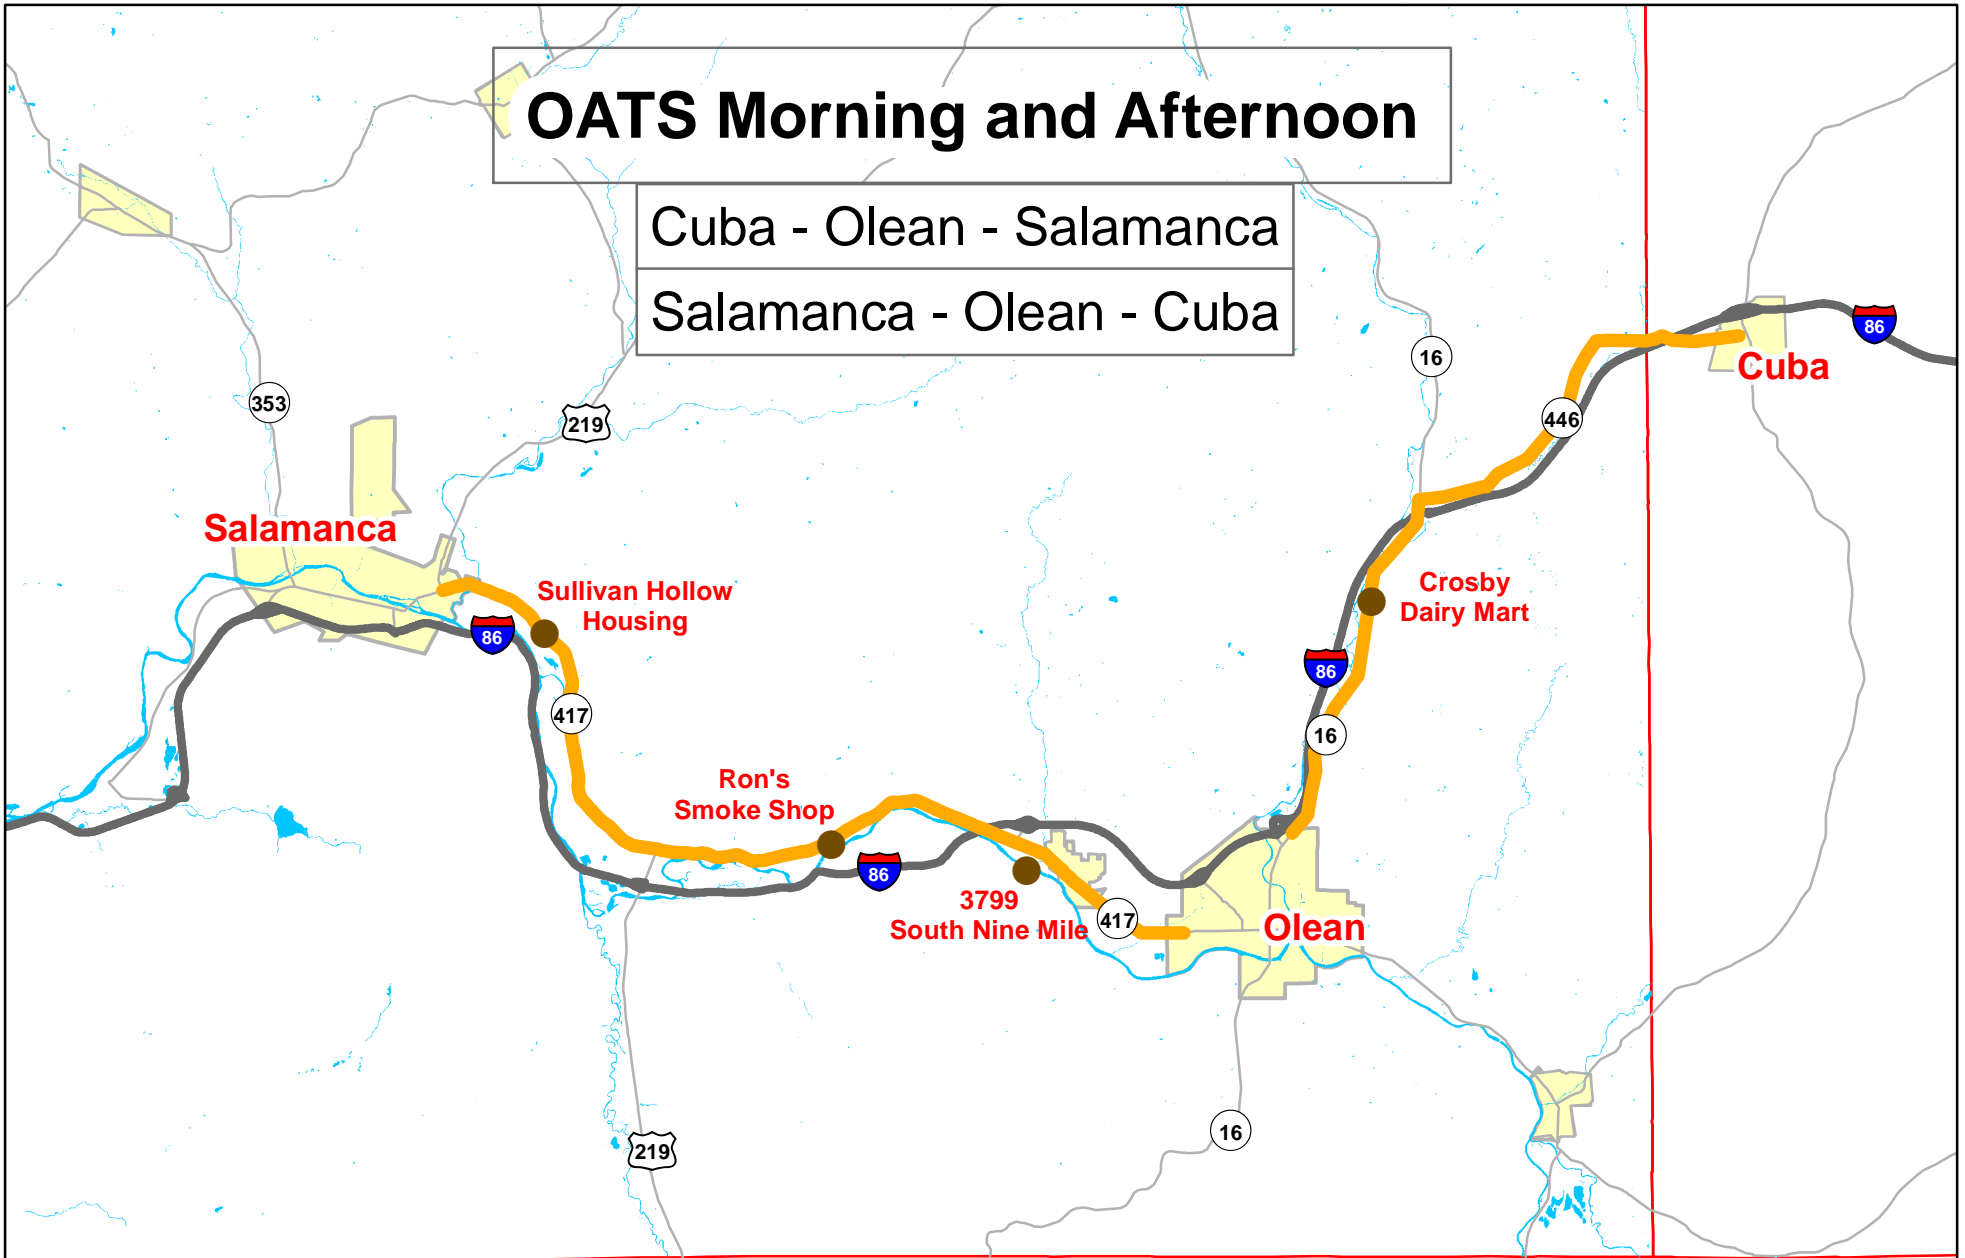 OATS Morning and Afternoon
Cuba - Olean - Salamanca
Salamanca - Olean - Cuba
86
16
Cuba
353
219
446
Salamanca
Sullivan Hollow
Housing
Crosby
Dairy Mart
86
86
417
16
Ron's
Smoke Shop
86
3799
South Nine Mile
417
Olean
16
219